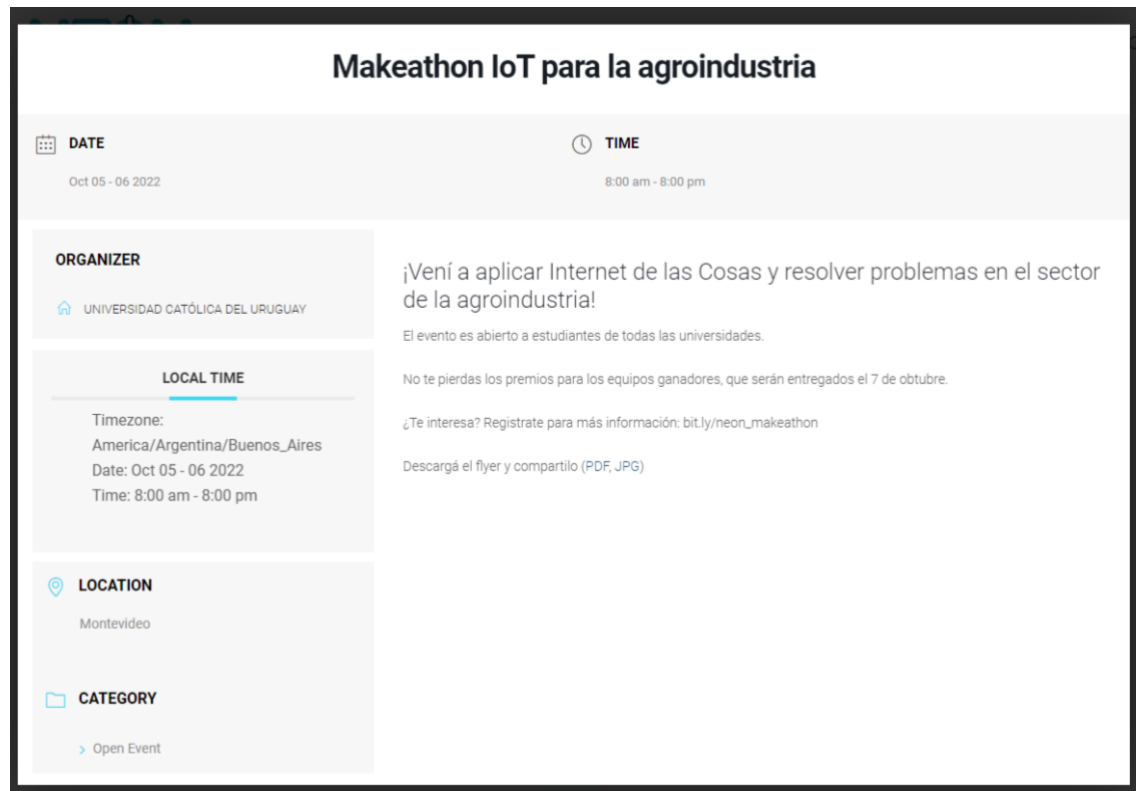 Makeathon IoT para la agroindustria
DATE
Oct 05 - 06 2022
TIME
8:00 am - 8:00 pm
ORGANIZER
UNIVERSIDAD CATÓLICA DEL URUGUAY
LOCAL TIME
Timezone:
America/Argentina/Buenos_Aires
Date: Oct 05 - 06 2022
Time: 8:00 am - 8:00 pm
LOCATION
Montevideo
CATEGORY
Open Event
¡Vení a aplicar Internet de las Cosas y resolver problemas en el sector
de la agroindustria!
El evento es abierto a estudiantes de todas las universidades.
No te pierdas los premios para los equipos ganadores, que serán entregados el 7 de obtubre.
¿Te interesa? Registrate para más información: bit.ly/neon_makeathon
Descargá el flyer y compartilo (PDF, JPG)